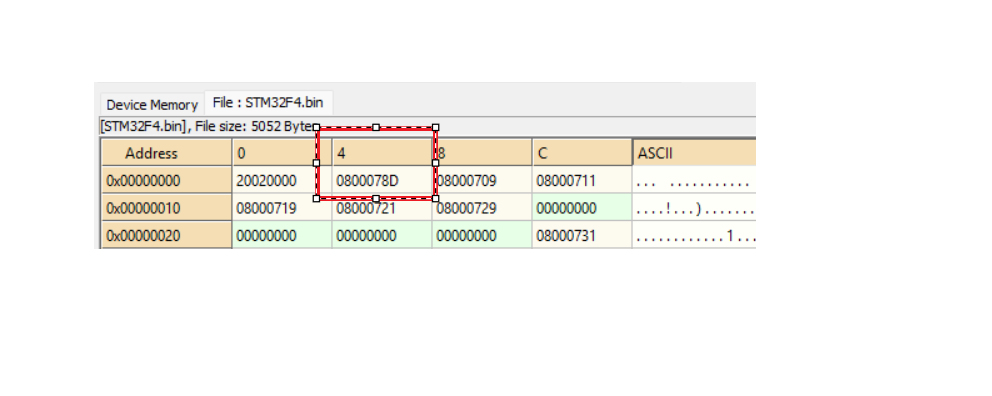 Device Memory File : STM32F4.bin
[STM32F4.bin], File size: 5052 Byte
Address 0 4 8 C ASCII
0x00000000 20020000 0800078D 08000709 08000711 ... ...........
0x00000010 08000719 08000721 08000729 00000000 ....!...).......
0x00000020 00000000 00000000 00000000 08000731 ............1...